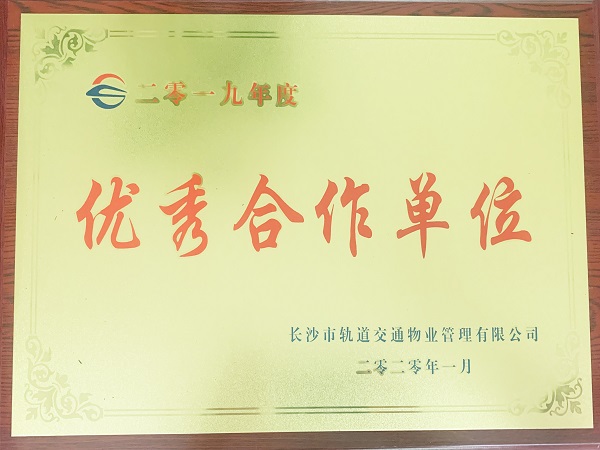 二零一九年度
优秀合作单位
长沙市轨道交通物业管理有限公司
二零二零年一月